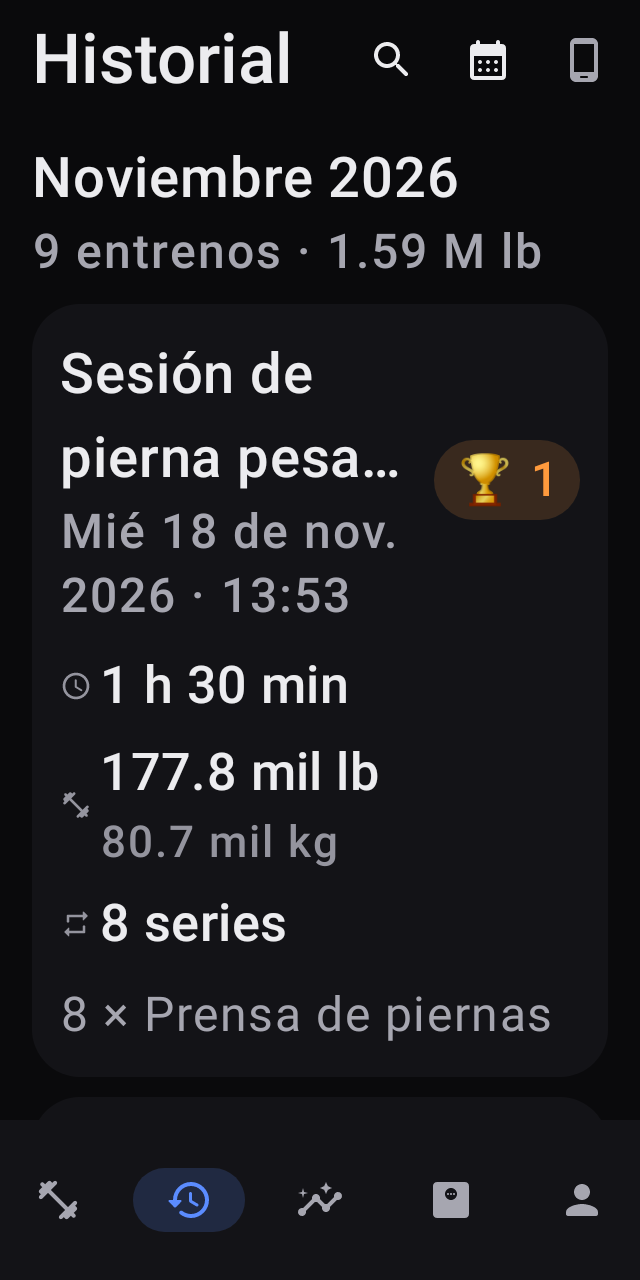 Historial
Noviembre 2026
9 entrenos · 1.59 M lb
Sesión de
pierna pesa…
1
Mié 18 de nov.
2026 · 13:53
1 h 30 min
177.8 mil lb
80.7 mil kg
8 series
8 × Prensa de piernas